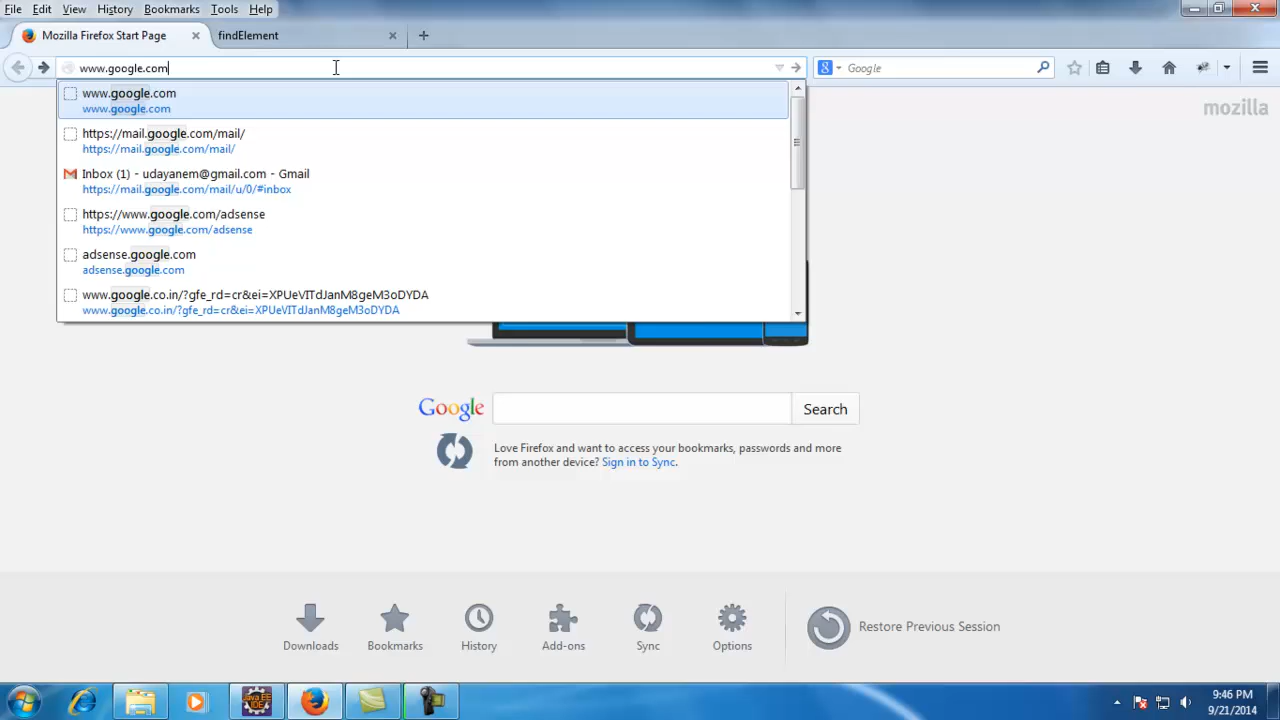 File Edit View History Bookmarks Tools Help
Mozilla Firefox Start Page
findElement
www.google.com
Google
www.google.com
www.google.com
https://mail.google.com/mail/
https://mail.google.com/mail/
Inbox (1) - udayanem@gmail.com - Gmail
https://mail.google.com/mail/u/0/#inbox
https://www.google.com/adsense
https://www.google.com/adsense
adsense.google.com
adsense.google.com
www.google.co.in/?gfe_rd=cr&ei=XPUeVITdJanM8geM3oDYDA
www.google.co.in/?gfe_rd=cr&ei=XPUeVITdJanM8geM3oDYDA
mozilla
Google
Search
Love Firefox and want to access your bookmarks, passwords and more
from another device? Sign in to Sync.
Downloads
Bookmarks
History
Add-ons
Sync
Options
Restore Previous Session
Java EE
IDE
9:46 PM
9/21/2014